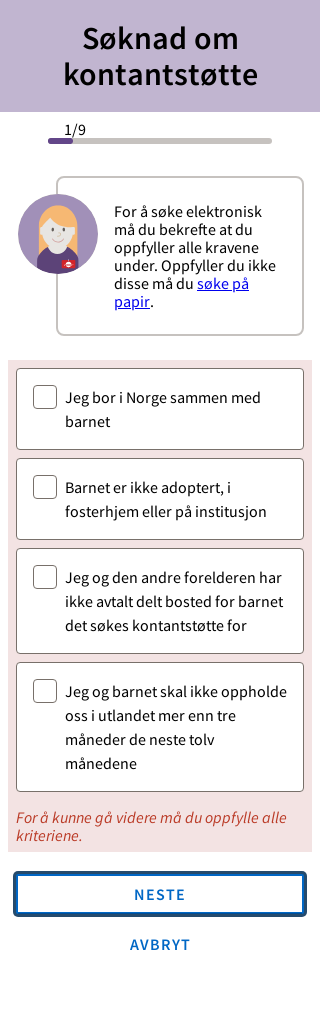 Søknad om
kontantstøtte
1/9
For å søke elektronisk
må du bekrefte at du
oppfyller alle kravene
under. Oppfyller du ikke
disse må du søke på
papir.
Jeg bor i Norge sammen med
barnet
Barnet er ikke adoptert, i
fosterhjem eller på institusjon
Jeg og den andre forelderen har
ikke avtalt delt bosted for barnet
det søkes kontantstøtte for
Jeg og barnet skal ikke oppholde
oss i utlandet mer enn tre
måneder de neste tolv
månedene
For å kunne gå videre må du oppfylle alle
kriteriene.
NESTE
AVBRYT